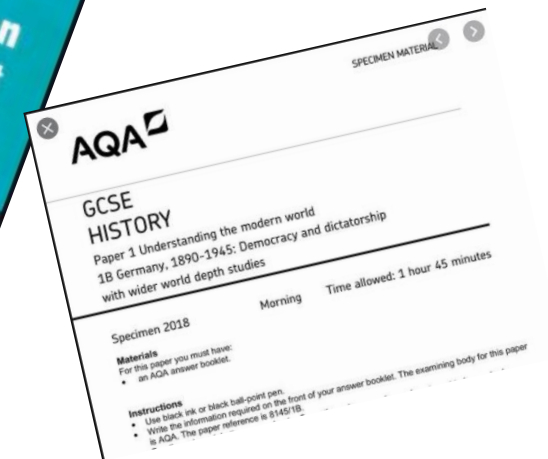 n
SPECIMEN MATERIAL
AQA
GCSE
HISTORY
Paper 1 Understanding the modern world
1B Germany, 1890-1945: Democracy and dictatorship
with wider world depth studies
Morning
Time allowed: 1 hour 45 minutes
Specimen 2018
Materials
For this paper you must have:
• an AQA answer booklet.
Instructions
• Use black ink or black ball-point pen.
• Write the information required on the front of your answer booklet. The examining body for this paper
is AQA. The paper reference is 8145/1B.